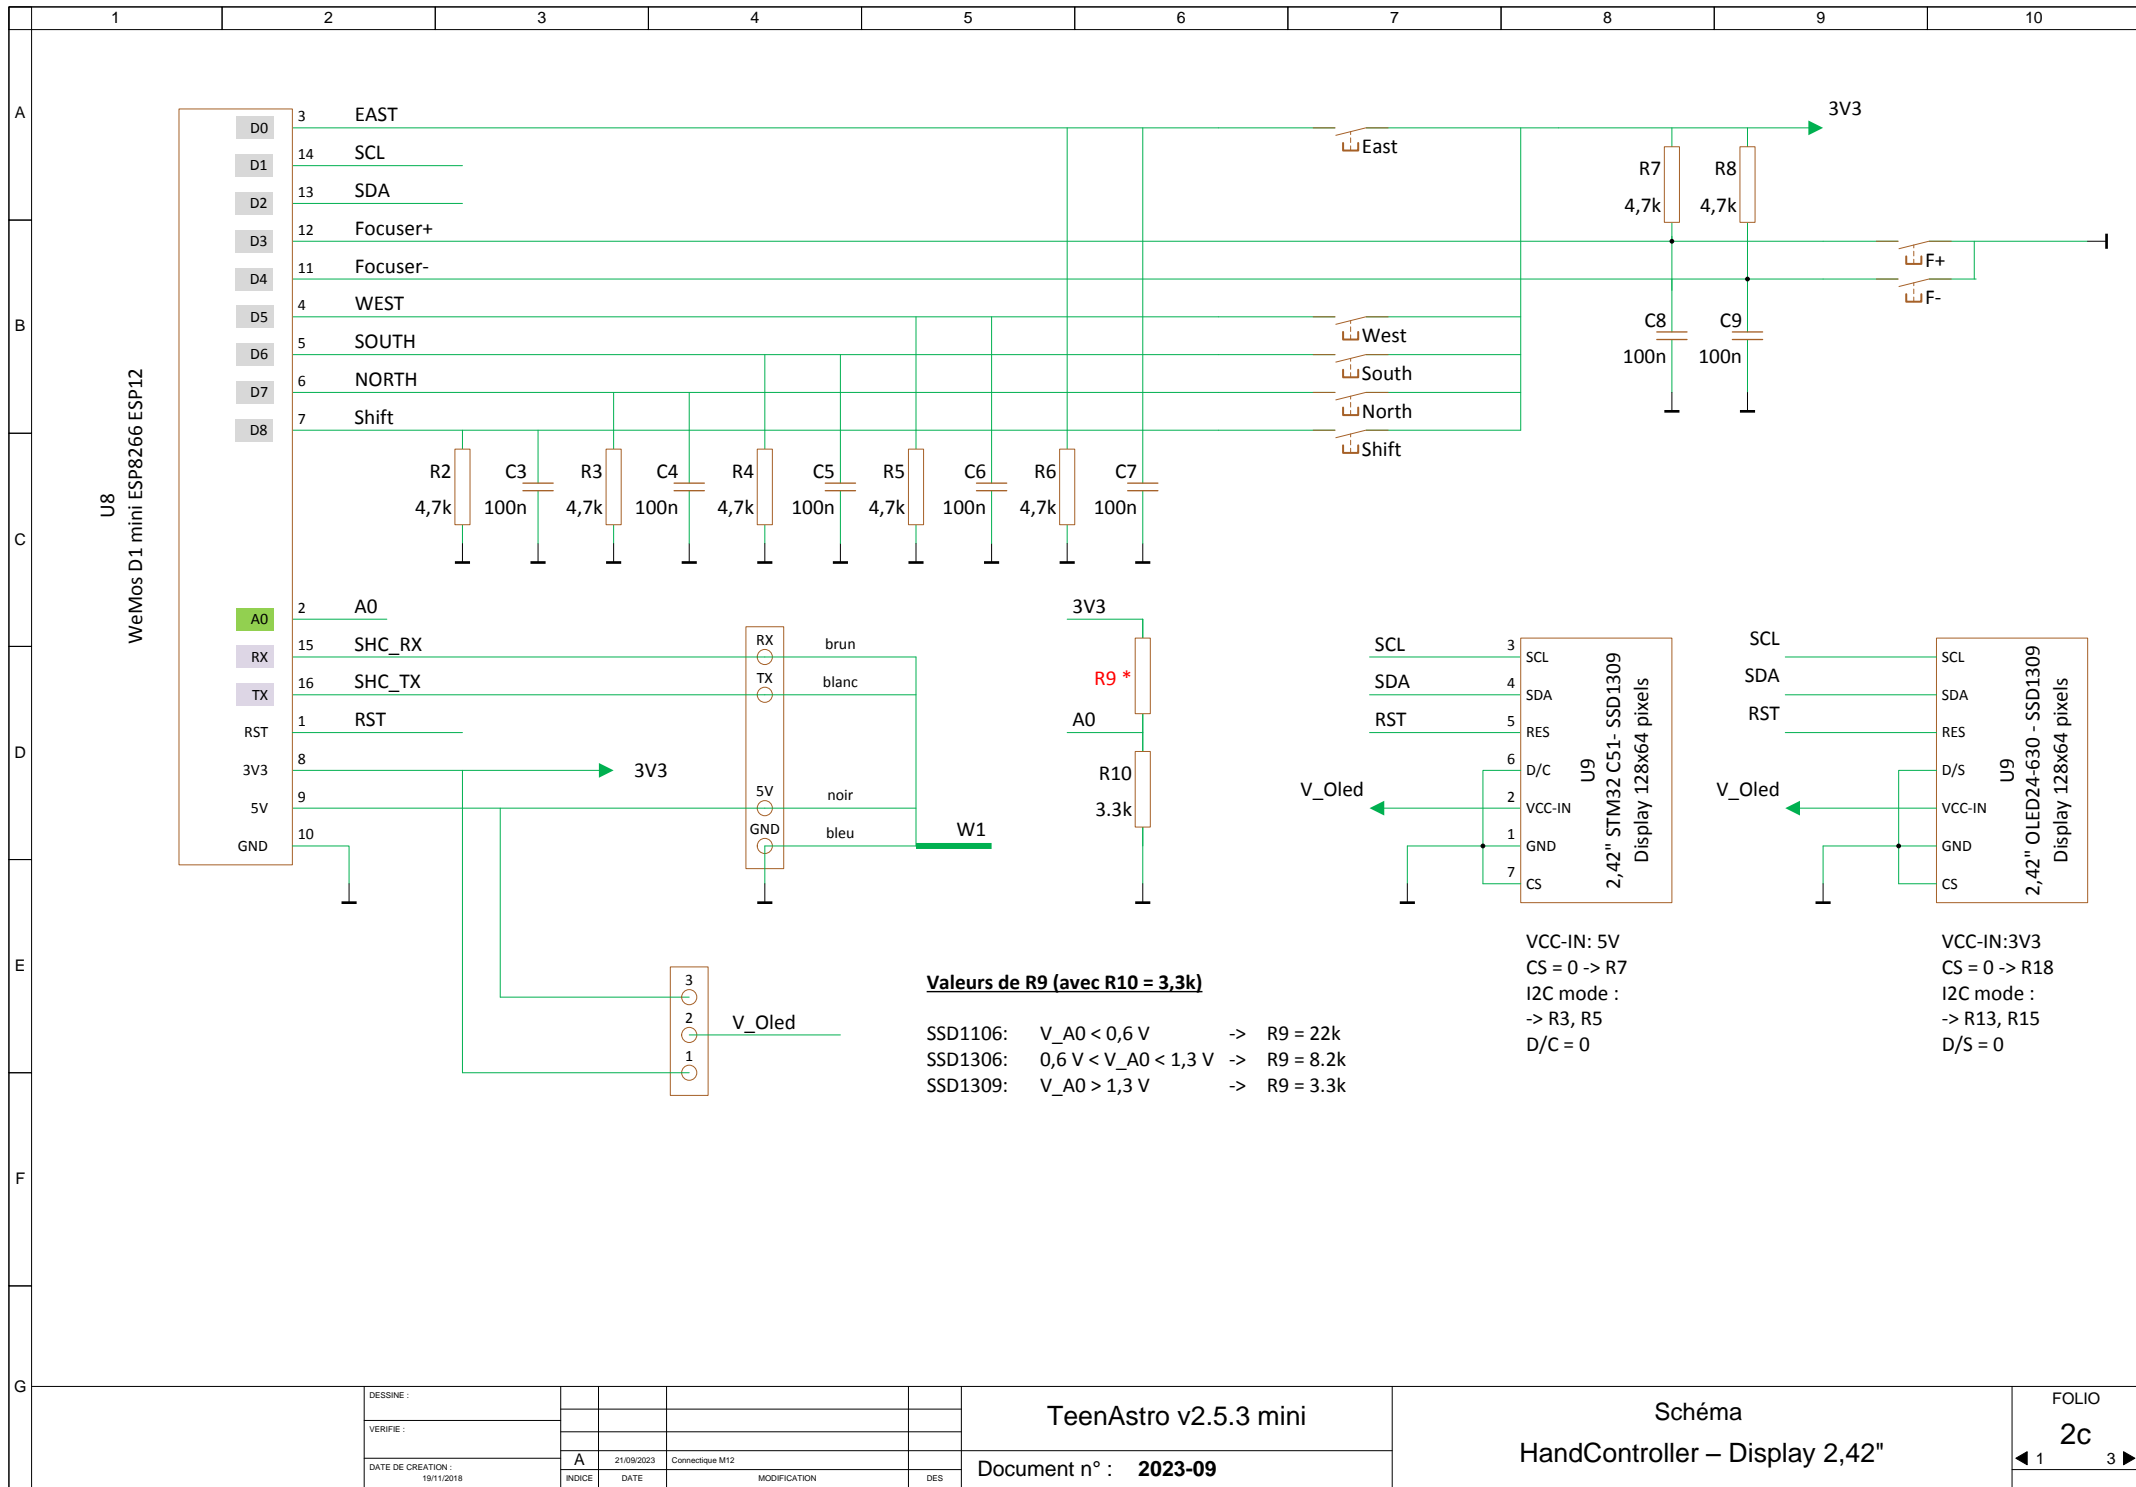 1 2 3 4 5 6 7 8 9 10
A
B
C
D
E
F
G
U8
WeMos D1 mini ESP8266 ESP12
D0 3 EAST
D1 14 SCL
D2 13 SDA
D3 12 Focuser+
D4 11 Focuser-
D5 4 WEST
D6 5 SOUTH
D7 6 NORTH
D8 7 Shift
A0 2 A0
RX 15 SHC_RX
TX 16 SHC_TX
RST 1 RST
3V3 8 3V3
5V 9
GND 10
East
West
South
North
Shift
3V3
R7 R8
4,7k 4,7k
F+
F-
C8 C9
100n 100n
R2 C3 R3 C4 R4 C5 R5 C6 R6 C7
4,7k 100n 4,7k 100n 4,7k 100n 4,7k 100n 4,7k 100n
RX brun
TX blanc
5V noir
GND bleu
W1
3
2 V_Oled
1
3V3
R9 *
A0
R10
3.3k
SCL 3 SCL
SDA 4 SDA
RST 5 RES
6 D/C
V_Oled 2 VCC-IN
1 GND
7 CS
U9
2,42" STM32 C51- SSD1309
Display 128x64 pixels
VCC-IN: 5V
CS = 0 -> R7
I2C mode :
-> R3, R5
D/C = 0
SCL SCL
SDA SDA
RST RES
D/S
V_Oled VCC-IN
GND
CS
U9
2,42" OLED24-630 - SSD1309
Display 128x64 pixels
VCC-IN:3V3
CS = 0 -> R18
I2C mode :
-> R13, R15
D/S = 0
Valeurs de R9 (avec R10 = 3,3k)
SSD1106: V_A0 < 0,6 V -> R9 = 22k
SSD1306: 0,6 V < V_A0 < 1,3 V -> R9 = 8.2k
SSD1309: V_A0 > 1,3 V -> R9 = 3.3k
DESSINE :
VERIFIE :
DATE DE CREATION :
19/11/2018
A 21/09/2023 Connectique M12
INDICE DATE MODIFICATION DES
TeenAstro v2.5.3 mini
Document n° : 2023-09
Schéma
HandController – Display 2,42"
FOLIO
2c
1 3